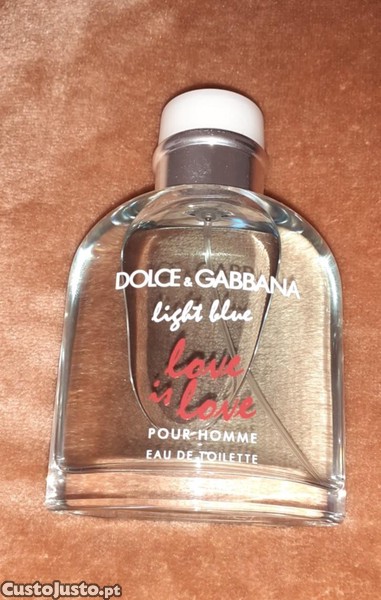 DOLCE & GABBANA
light blue
love
is love
POUR HOMME
EAU DE TOILETTE
CustoJusto.pt